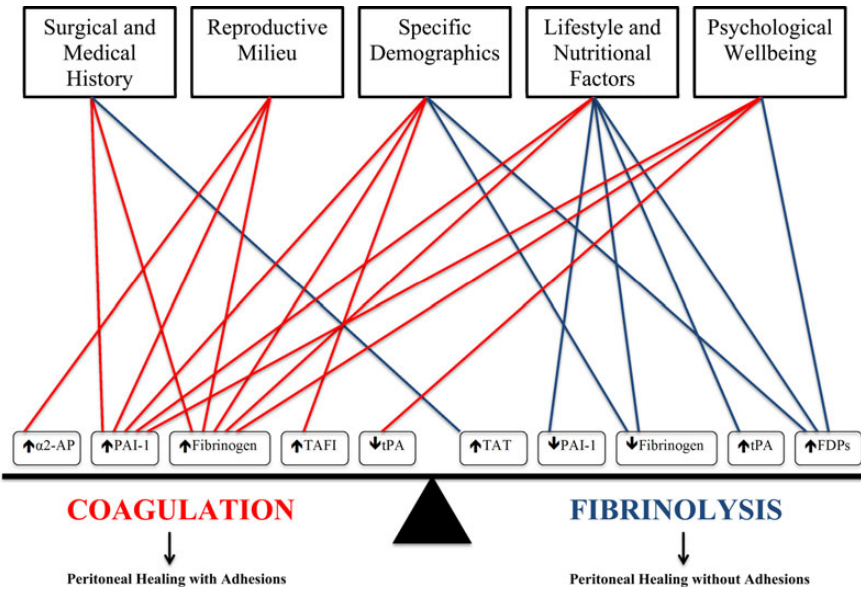 Surgical and
Medical
History
Reproductive
Milieu
Specific
Demographics
Lifestyle and
Nutritional
Factors
Psychological
Wellbeing
↑α2-AP
↑PAI-1
↑Fibrinogen
↑TAFI
↓tPA
↑TAT
↓PAI-1
↓Fibrinogen
↑tPA
↑FDPs
COAGULATION
FIBRINOLYSIS
Peritoneal Healing with Adhesions
Peritoneal Healing without Adhesions